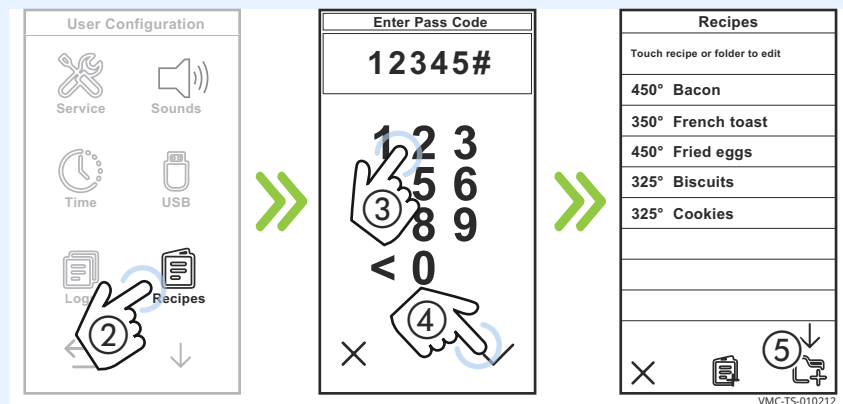 User Configuration
Service
Sounds
Time
USB
Log
Recipes
2
Enter Pass Code
12345#
1 2 3
3
5 6
8 9
< 0
4
Recipes
Touch recipe or folder to edit
450° Bacon
350° French toast
450° Fried eggs
325° Biscuits
325° Cookies
5
VMC-TS-010212